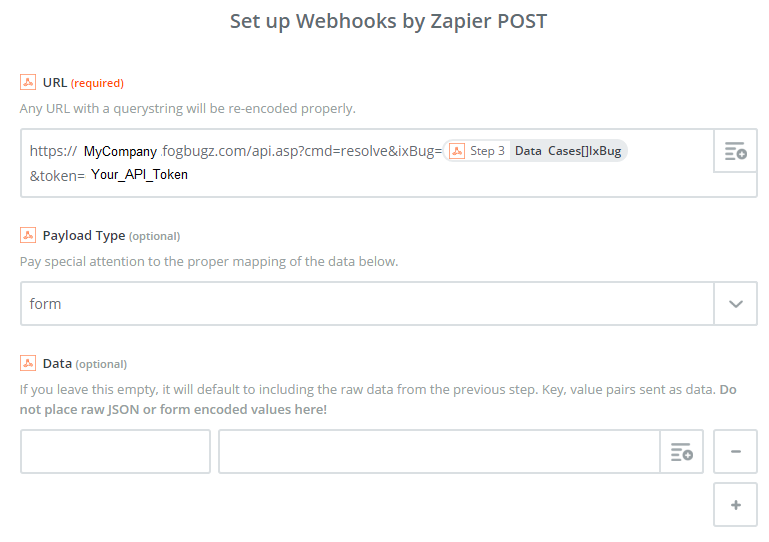 Set up Webhooks by Zapier POST
URL (required)
Any URL with a querystring will be re-encoded properly.
https:// MyCompany .fogbugz.com/api.asp?cmd=resolve&ixBug= Step 3 Data Cases[]IxBug
&token= Your_API_Token
Payload Type (optional)
Pay special attention to the proper mapping of the data below.
form
Data (optional)
If you leave this empty, it will default to including the raw data from the previous step. Key, value pairs sent as data. Do
not place raw JSON or form encoded values here!